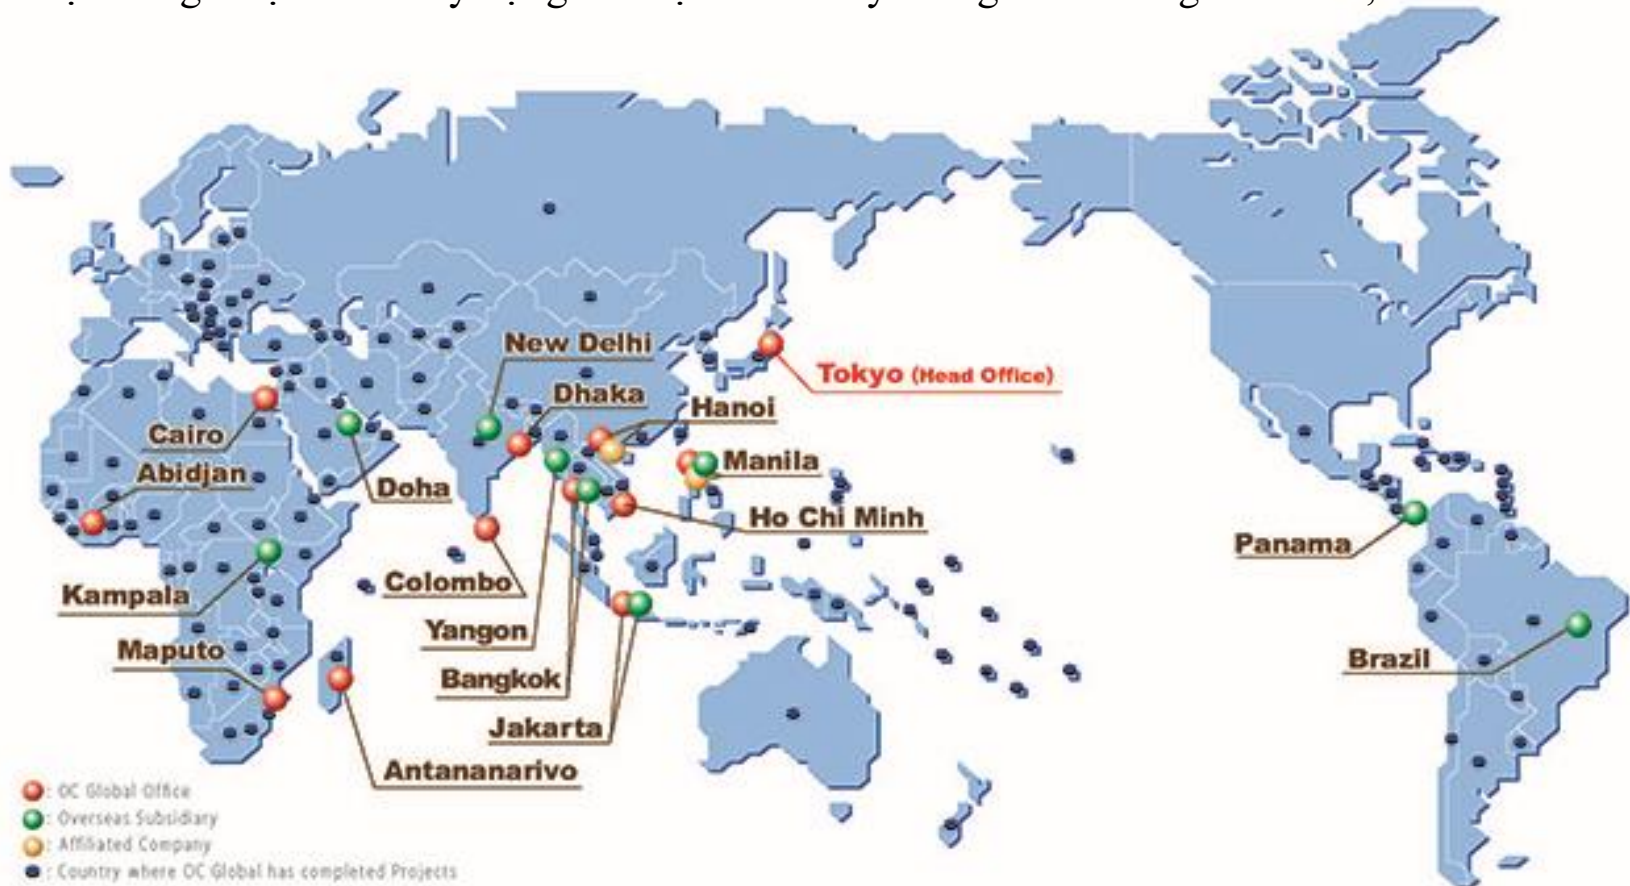 New Delhi
Dhaka
Hanoi
Tokyo (Head Office)
Cairo
Abidjan
Doha
Manila
Ho Chi Minh
Panama
Kampala
Colombo
Yangon
Maputo
Bangkok
Brazil
Jakarta
Antananarivo
: OC Global Office
: Overseas Subsidiary
: Affiliated Company
: Country where OC Global has completed Projects